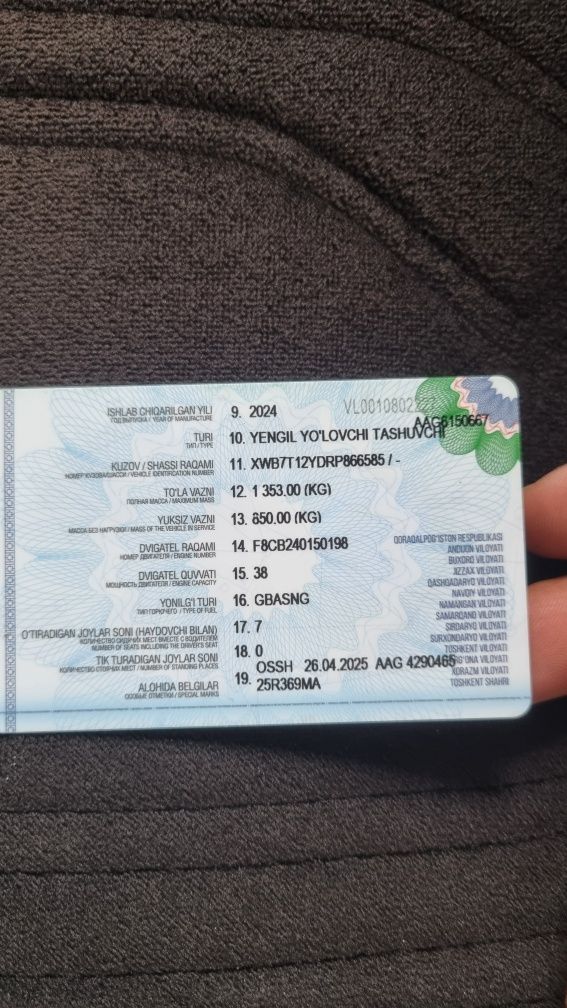 VL0010802
AAG8150667
ISHLAB CHIQARILGAN YILI 9. 2024
ГОД ВЫПУСКА / YEAR OF MANUFACTURE
TURI 10. YENGIL YO'LOVCHI TASHUVCHI
ТИП / TYPE
KUZOV / SHASSI RAQAMI 11. XWB7T12YDRP866585 / -
НОМЕР КУЗОВА/ШАССИ / VEHICLE IDENTIFICATION NUMBER
TO'LA VAZNI 12. 1 353.00 (KG)
ПОЛНАЯ МАССА / MAXIMUM MASS
YUKSIZ VAZNI 13. 850.00 (KG)
МАССА БЕЗ НАГРУЗКИ / MASS OF THE VEHICLE IN SERVICE
DVIGATEL RAQAMI 14. F8CB240150198
НОМЕР ДВИГАТЕЛЯ / ENGINE NUMBER
DVIGATEL QUVVATI 15. 38
МОЩНОСТЬ ДВИГАТЕЛЯ / ENGINE CAPACITY
YONILG'I TURI 16. GBASNG
ТИП ГОРЮЧЕГО / TYPE OF FUEL
O'TIRADIGAN JOYLAR SONI (HAYDOVCHI BILAN) 17. 7
КОЛИЧЕСТВО СИДЯЧИХ МЕСТ ВМЕСТЕ С ВОДИТЕЛЕМ
NUMBER OF SEATS INCLUDING THE DRIVER'S SEAT
TIK TURADIGAN JOYLAR SONI 18. 0
КОЛИЧЕСТВО СТОЯЧИХ МЕСТ / NUMBER OF STANDING PLACES
OSSH 26.04.2025 AAG 4290465
ALOHIDA BELGILAR 19. 25R369MA
ОСОБЫЕ ОТМЕТКИ / SPECIAL MARKS
QORAQALPOG'ISTON RESPUBLIKASI
ANDIJON VILOYATI
BUXORO VILOYATI
JIZZAX VILOYATI
QASHQADARYO VILOYATI
NAVOIY VILOYATI
NAMANGAN VILOYATI
SAMARQAND VILOYATI
SIRDARYO VILOYATI
SURXONDARYO VILOYATI
TOSHKENT VILOYATI
VILOYATI
XORAZM VILOYATI
TOSHKENT SHAHRI